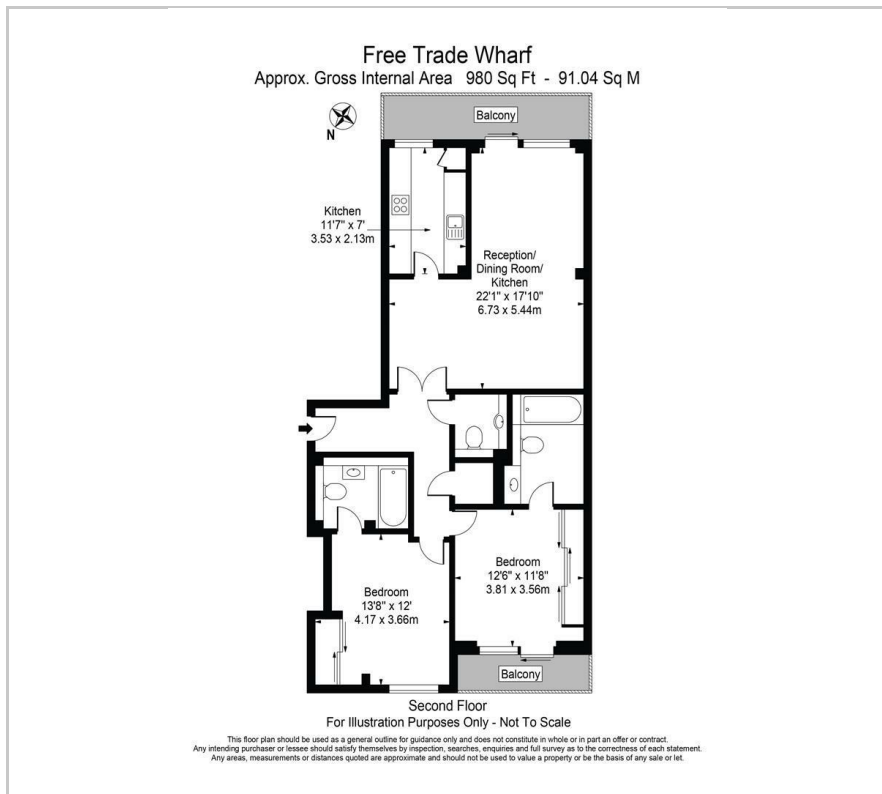 Free Trade Wharf
Approx. Gross Internal Area 980 Sq Ft - 91.04 Sq M
N
Balcony
Kitchen
11'7" x 7'
3.53 x 2.13m
Reception/
Dining Room/
Kitchen
22'1" x 17'10"
6.73 x 5.44m
Bedroom
12'6" x 11'8"
3.81 x 3.56m
Bedroom
13'8" x 12'
4.17 x 3.66m
Balcony
Second Floor
For Illustration Purposes Only - Not To Scale
This floor plan should be used as a general outline for guidance only and does not constitute in whole or in part an offer or contract.
Any intending purchaser or lessee should satisfy themselves by inspection, searches, enquiries and full survey as to the correctness of each statement.
Any areas, measurements or distances quoted are approximate and should not be used to value a property or be the basis of any sale or let.